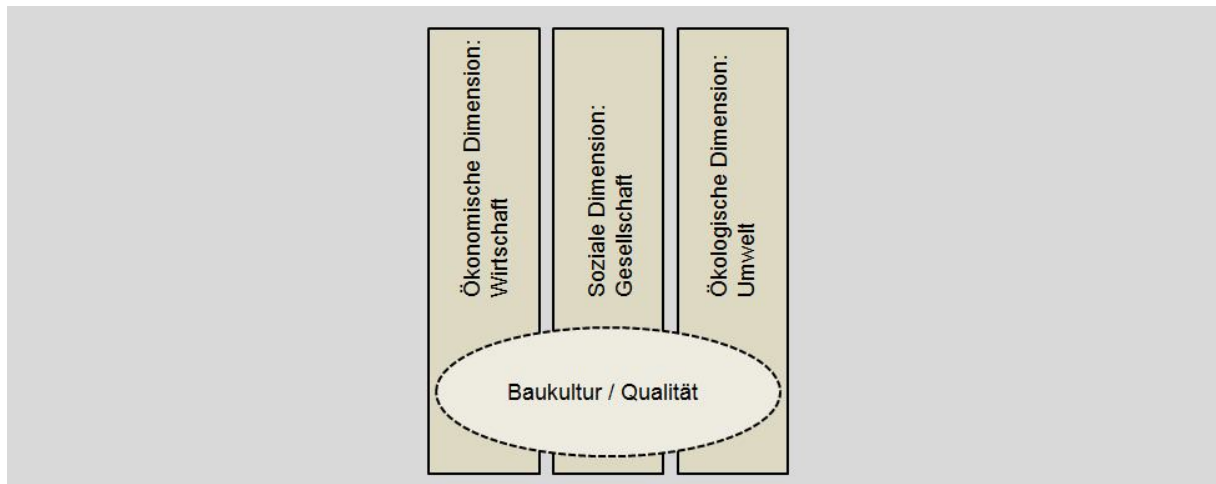 Ökonomische Dimension:
Wirtschaft
Soziale Dimension:
Gesellschaft
Ökologische Dimension:
Umwelt
Baukultur / Qualität